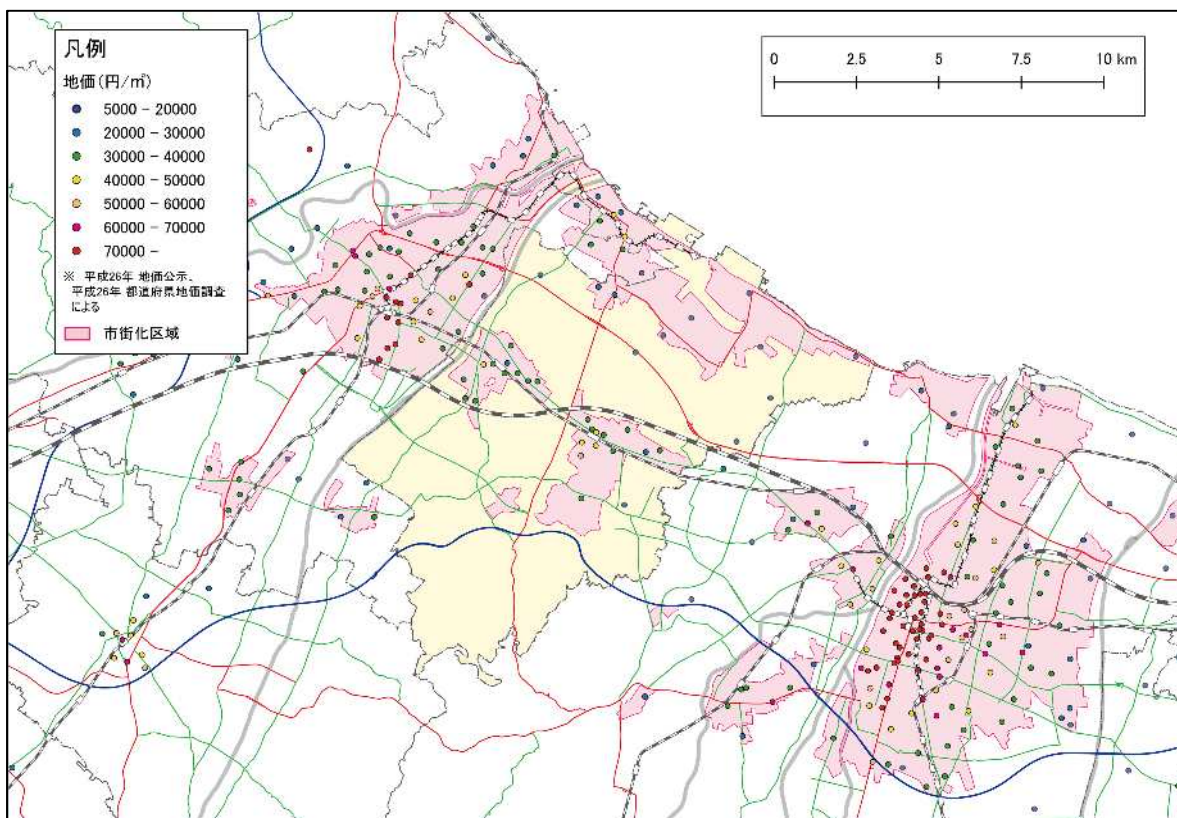 凡例
地価(円/㎡)
5000 - 20000
20000 - 30000
30000 - 40000
40000 - 50000
50000 - 60000
60000 - 70000
70000 -
※ 平成26年 地価公示、
平成26年 都道府県地価調査
による
市街化区域
0 2.5 5 7.5 10 km